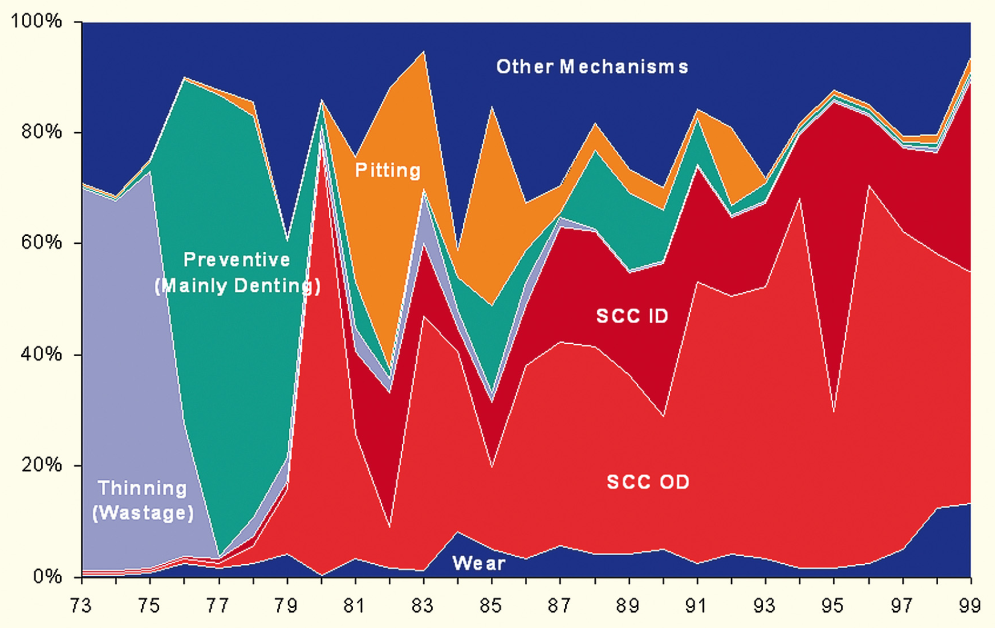 100%
Other Mechanisms
80%
Pitting
60%
Preventive
(Mainly Denting)
SCC ID
40%
SCC OD
20%
Thinning
(Wastage)
Wear
0%
73 75 77 79 81 83 85 87 89 91 93 95 97 99